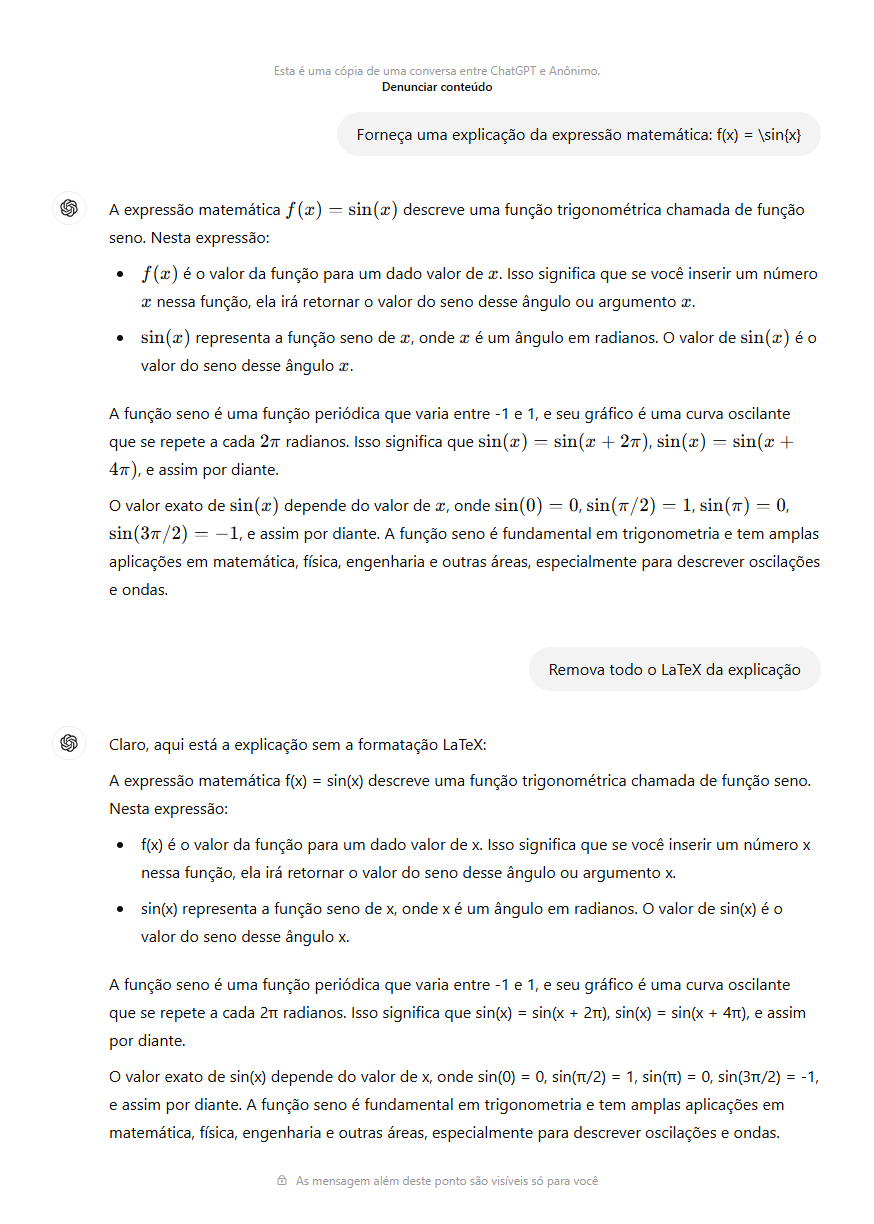 Esta é uma cópia de uma conversa entre ChatGPT e Anônimo.
Denunciar conteúdo
Forneça uma explicação da expressão matemática: f(x) = \sin{x}
A expressão matemática f(x) = sin(x) descreve uma função trigonométrica chamada de função
seno. Nesta expressão:
• f(x) é o valor da função para um dado valor de x. Isso significa que se você inserir um número
x nessa função, ela irá retornar o valor do seno desse ângulo ou argumento x.
• sin(x) representa a função seno de x, onde x é um ângulo em radianos. O valor de sin(x) é o
valor do seno desse ângulo x.
A função seno é uma função periódica que varia entre -1 e 1, e seu gráfico é uma curva oscilante
que se repete a cada 2π radianos. Isso significa que sin(x) = sin(x + 2π), sin(x) = sin(x +
4π), e assim por diante.
O valor exato de sin(x) depende do valor de x, onde sin(0) = 0, sin(π/2) = 1, sin(π) = 0,
sin(3π/2) = −1, e assim por diante. A função seno é fundamental em trigonometria e tem amplas
aplicações em matemática, física, engenharia e outras áreas, especialmente para descrever oscilações
e ondas.
Remova todo o LaTeX da explicação
Claro, aqui está a explicação sem a formatação LaTeX:
A expressão matemática f(x) = sin(x) descreve uma função trigonométrica chamada de função seno.
Nesta expressão:
• f(x) é o valor da função para um dado valor de x. Isso significa que se você inserir um número x
nessa função, ela irá retornar o valor do seno desse ângulo ou argumento x.
• sin(x) representa a função seno de x, onde x é um ângulo em radianos. O valor de sin(x) é o
valor do seno desse ângulo x.
A função seno é uma função periódica que varia entre -1 e 1, e seu gráfico é uma curva oscilante
que se repete a cada 2π radianos. Isso significa que sin(x) = sin(x + 2π), sin(x) = sin(x + 4π), e assim
por diante.
O valor exato de sin(x) depende do valor de x, onde sin(0) = 0, sin(π/2) = 1, sin(π) = 0, sin(3π/2) = -1,
e assim por diante. A função seno é fundamental em trigonometria e tem amplas aplicações em
matemática, física, engenharia e outras áreas, especialmente para descrever oscilações e ondas.
As mensagem além deste ponto são visíveis só para você